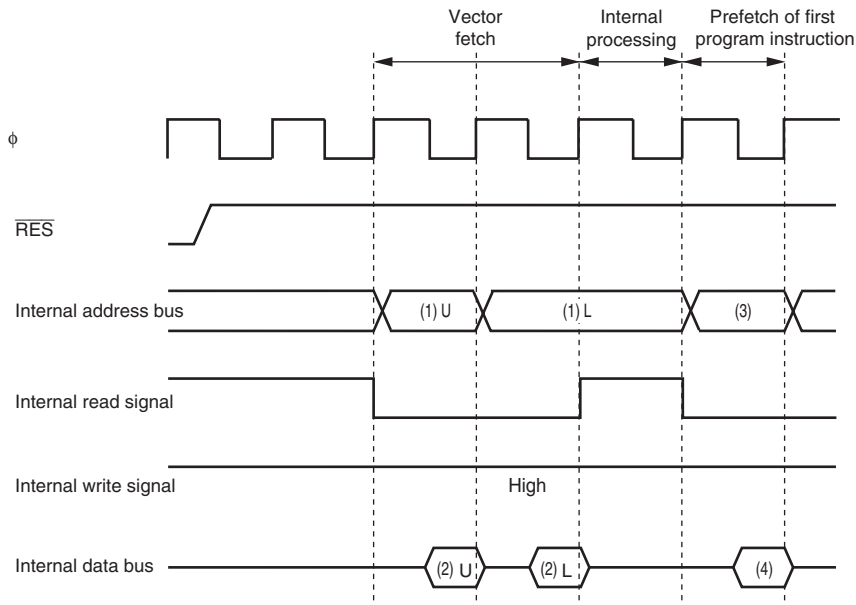 Vector
fetch
Internal
processing
Prefetch of first
program instruction
ϕ
RES
Internal address bus
(1) U
(1) L
(3)
Internal read signal
Internal write signal
High
Internal data bus
(2) U
(2) L
(4)